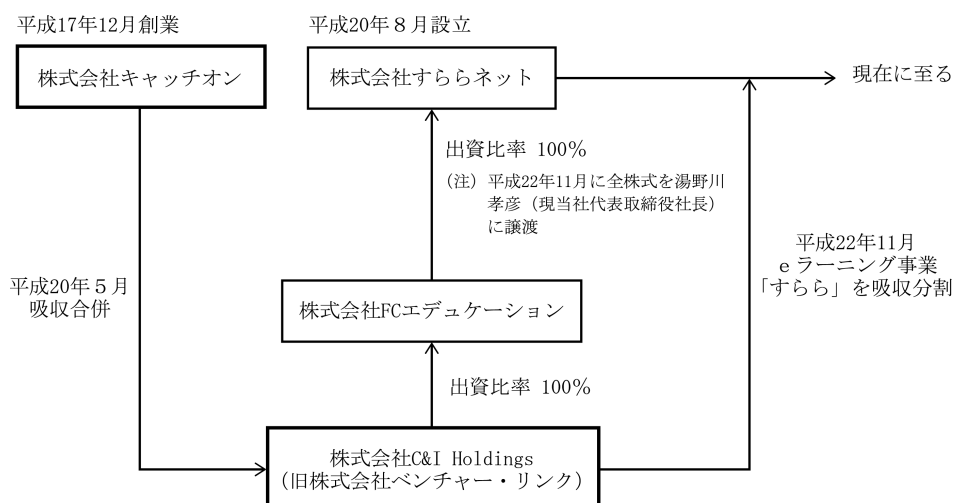 平成17年12月創業
平成20年8月設立
株式会社キャッチオン
株式会社すららネット
現在に至る
出資比率 100%
(注) 平成22年11月に全株式を湯野川
孝彦(現当社代表取締役社長)
に譲渡
平成22年11月
eラーニング事業
「すらら」を吸収分割
平成20年5月
吸収合併
株式会社FCエデュケーション
出資比率 100%
株式会社C&I Holdings
(旧株式会社ベンチャー・リンク)